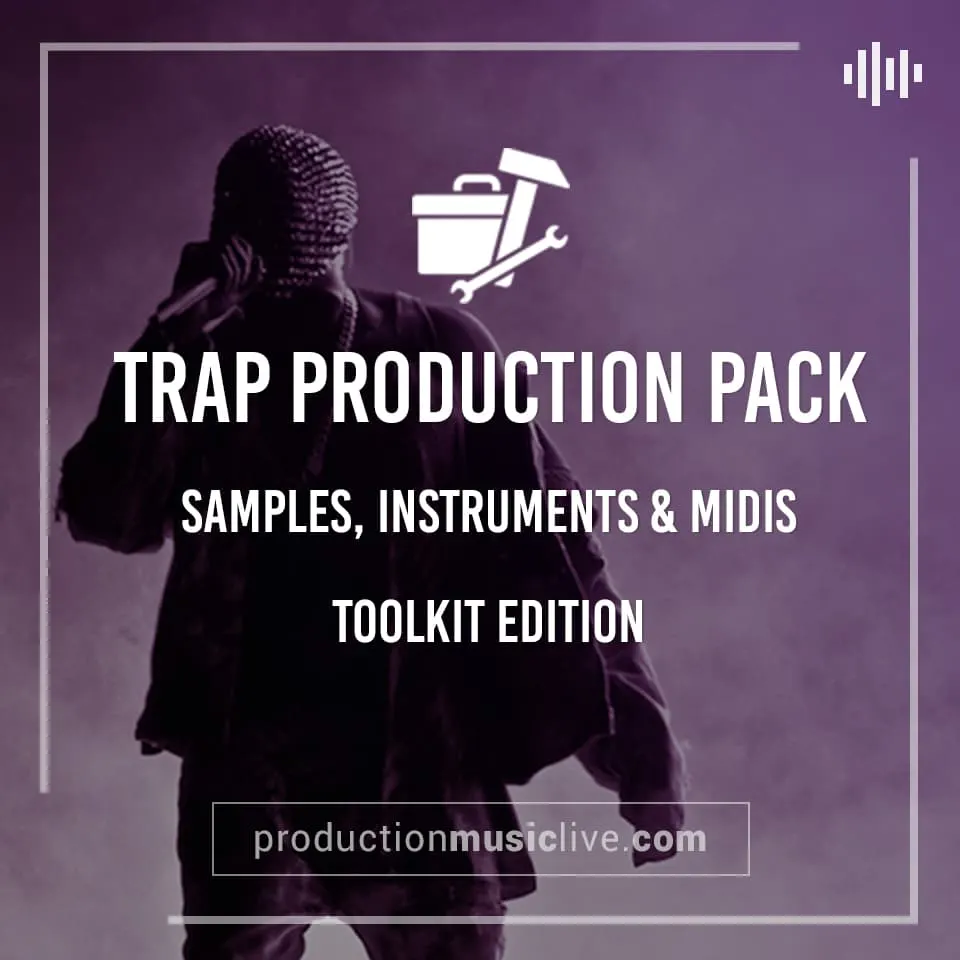 TRAP PRODUCTION PACK
SAMPLES, INSTRUMENTS & MIDIS
TOOLKIT EDITION
productionmusiclive.com